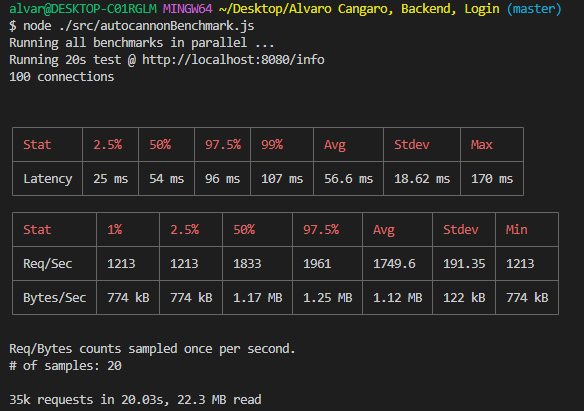 alvar@DESKTOP-C01RGLM MINGW64 ~/Desktop/Alvaro Cangaro, Backend, Login (master)
$ node ./src/autocannonBenchmark.js
Running all benchmarks in parallel ...
Running 20s test @ http://localhost:8080/info
100 connections
Stat 2.5% 50% 97.5% 99% Avg Stdev Max
Latency 25 ms 54 ms 96 ms 107 ms 56.6 ms 18.62 ms 170 ms
Stat 1% 2.5% 50% 97.5% Avg Stdev Min
Req/Sec 1213 1213 1833 1961 1749.6 191.35 1213
Bytes/Sec 774 kB 774 kB 1.17 MB 1.25 MB 1.12 MB 122 kB 774 kB
Req/Bytes counts sampled once per second.
# of samples: 20
35k requests in 20.03s, 22.3 MB read